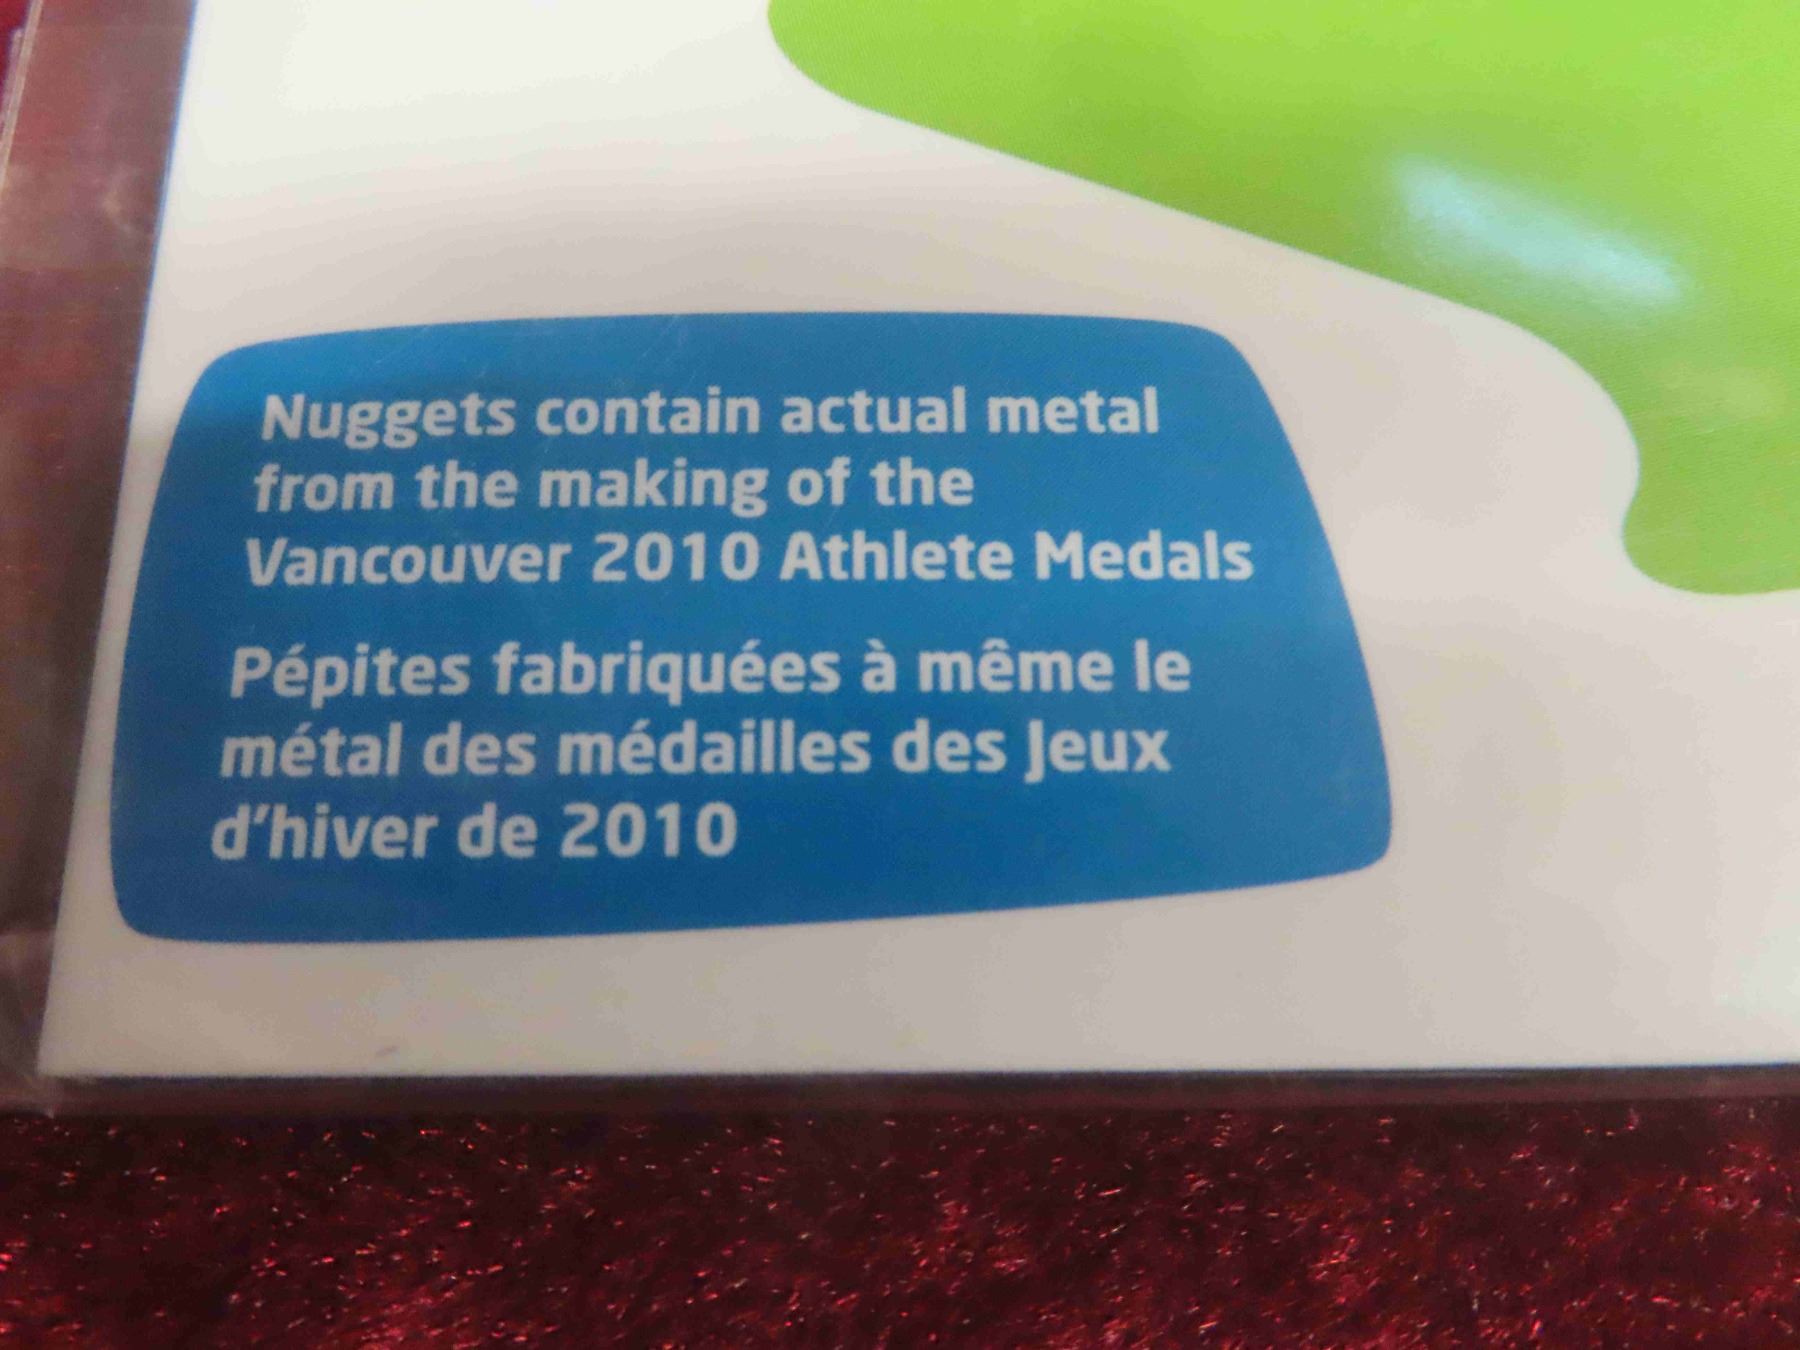 Nuggets contain actual metal
from the making of the
Vancouver 2010 Athlete Medals
Pépites fabriquées à même le
métal des médailles des Jeux
d'hiver de 2010